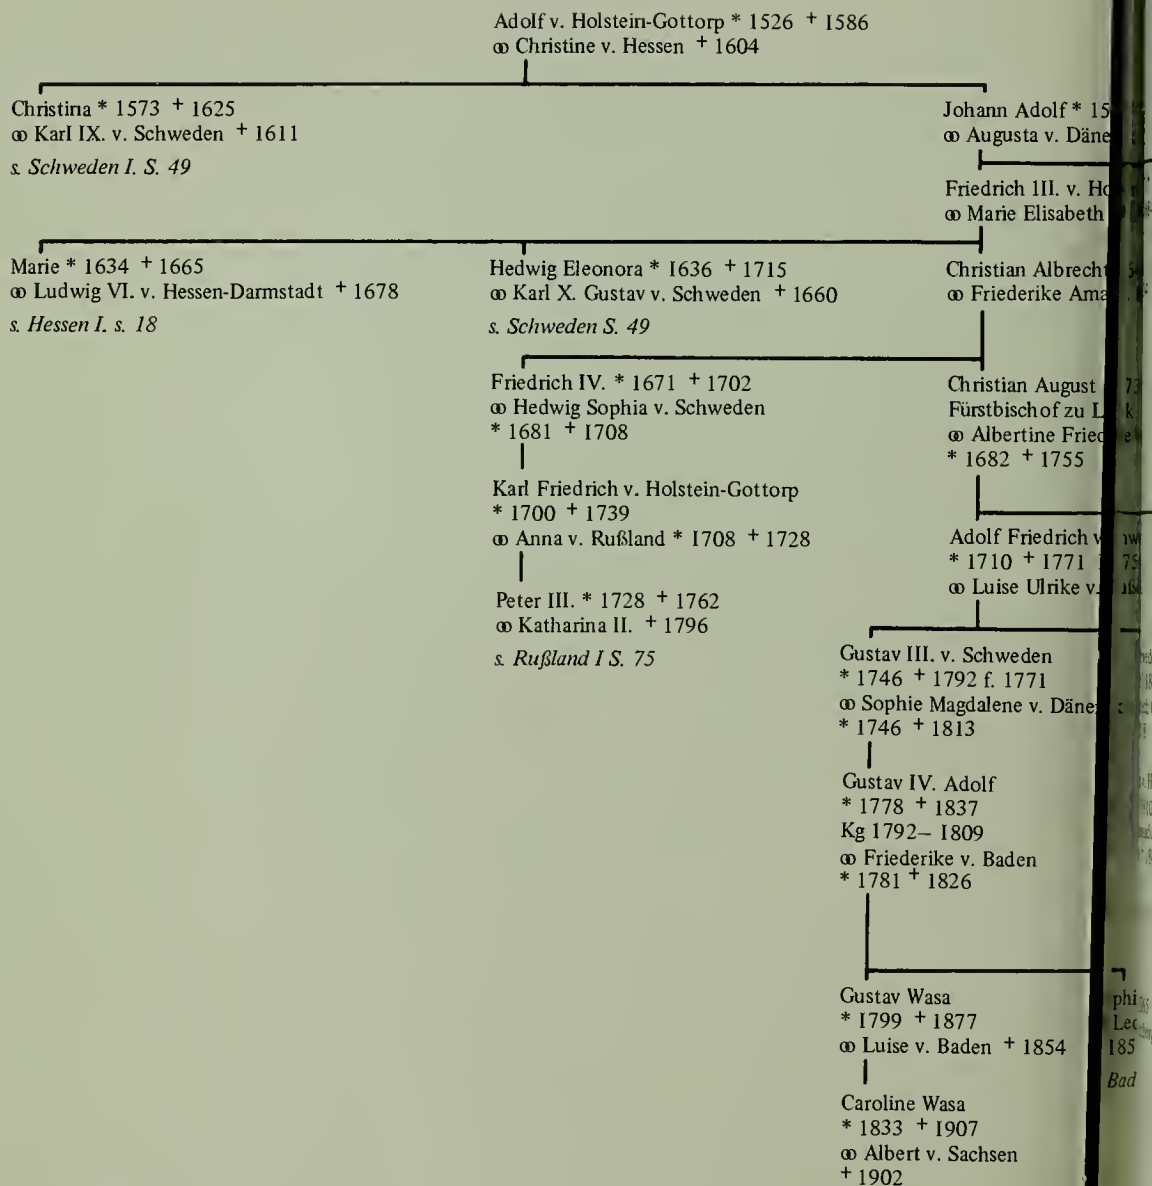 Adolf v. Holstein-Gottorp * 1526 + 1586
⚭ Christine v. Hessen + 1604
Christina * 1573 + 1625
⚭ Karl IX. v. Schweden + 1611
s. Schweden I. S. 49
Johann Adolf * 15
⚭ Augusta v. Däne
Friedrich III. v. Ho
⚭ Marie Elisabeth
Marie * 1634 + 1665
⚭ Ludwig VI. v. Hessen-Darmstadt + 1678
s. Hessen I. s. 18
Hedwig Eleonora * 1636 + 1715
⚭ Karl X. Gustav v. Schweden + 1660
s. Schweden S. 49
Christian Albrecht
⚭ Friederike Ama
Friedrich IV. * 1671 + 1702
⚭ Hedwig Sophia v. Schweden
* 1681 + 1708
Christian August
Fürstbischof zu L
⚭ Albertine Fried
* 1682 + 1755
Karl Friedrich v. Holstein-Gottorp
* 1700 + 1739
⚭ Anna v. Rußland * 1708 + 1728
Adolf Friedrich v
* 1710 + 1771
⚭ Luise Ulrike v.
Peter III. * 1728 + 1762
⚭ Katharina II. + 1796
s. Rußland I S. 75
Gustav III. v. Schweden
* 1746 + 1792 f. 1771
⚭ Sophie Magdalene v. Däne
* 1746 + 1813
Gustav IV. Adolf
* 1778 + 1837
Kg 1792– 1809
⚭ Friederike v. Baden
* 1781 + 1826
Gustav Wasa
* 1799 + 1877
⚭ Luise v. Baden + 1854
phi
Leo
185
Bad
Caroline Wasa
* 1833 + 1907
⚭ Albert v. Sachsen
+ 1902